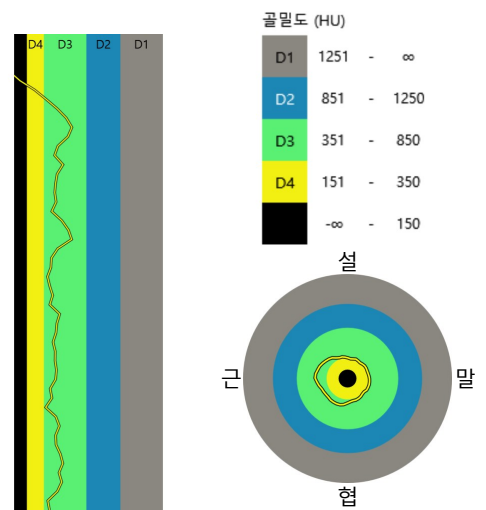 D4 D3 D2 D1
골밀도 (HU)
D1 1251 - ∞
D2 851 - 1250
D3 351 - 850
D4 151 - 350
-∞ - 150
설
근 말
협